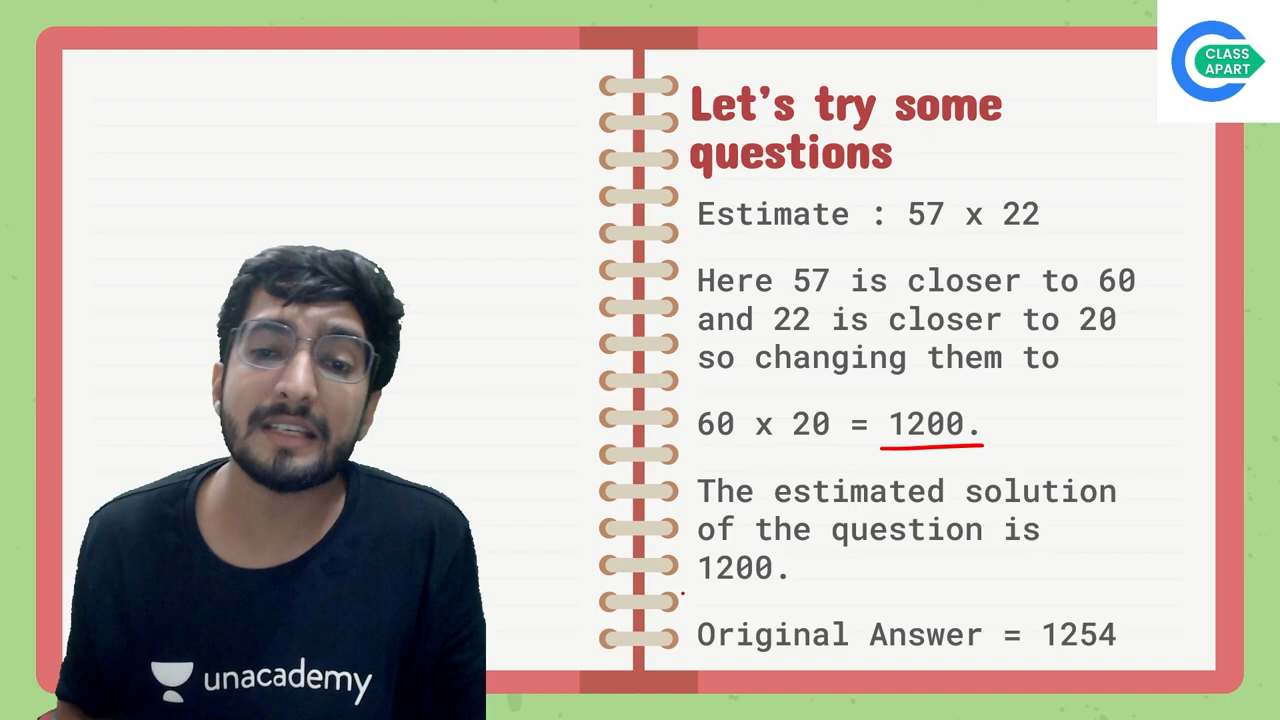 CLASS
APART
Let's try some
questions
Estimate : 57 x 22
Here 57 is closer to 60
and 22 is closer to 20
so changing them to
60 x 20 = 1200.
The estimated solution
of the question is
1200.
Original Answer = 1254
unacademy